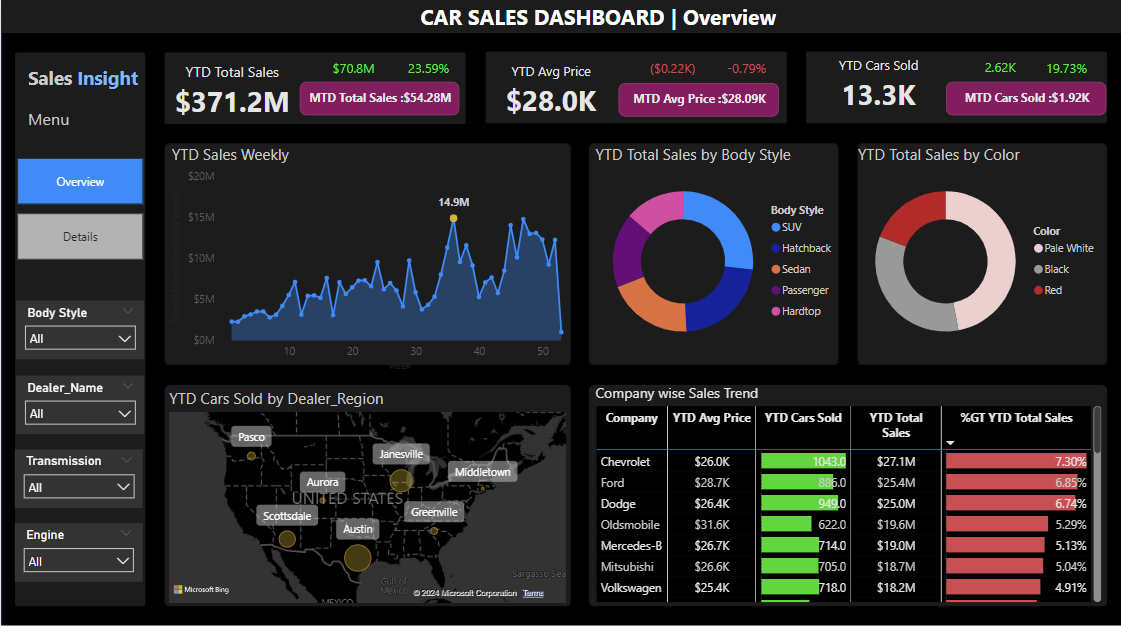 CAR SALES DASHBOARD | Overview
Sales Insight
Menu
Overview
Details
Body Style
All
Dealer_Name
All
Transmission
All
Engine
All
YTD Total Sales
$371.2M
$70.8M 23.59%
MTD Total Sales :$54.28M
YTD Avg Price
$28.0K
($0.22K) -0.79%
MTD Avg Price :$28.09K
YTD Cars Sold
13.3K
2.62K 19.73%
MTD Cars Sold :$1.92K
YTD Sales Weekly
$20M
$15M
$10M
$5M
$0M
14.9M
10 20 30 40 50
week
YTD Total Sales by Body Style
Body Style
SUV
Hatchback
Sedan
Passenger
Hardtop
YTD Total Sales by Color
Color
Pale White
Black
Red
YTD Cars Sold by Dealer_Region
Pasco
Janesville
Middletown
Aurora
UNITED STATES
Scottsdale
Greenville
Austin
Gulf of
Mexico
Sargasso Sea
MEXICO
Microsoft Bing
© 2024 Microsoft Corporation Terms
Company wise Sales Trend
Company YTD Avg Price YTD Cars Sold YTD Total Sales %GT YTD Total Sales
Chevrolet $26.0K 1043.0 $27.1M 7.30%
Ford $28.7K 886.0 $25.4M 6.85%
Dodge $26.4K 949.0 $25.0M 6.74%
Oldsmobile $31.6K 622.0 $19.6M 5.29%
Mercedes-B $26.7K 714.0 $19.0M 5.13%
Mitsubishi $26.6K 705.0 $18.7M 5.04%
Volkswagen $25.4K 718.0 $18.2M 4.91%